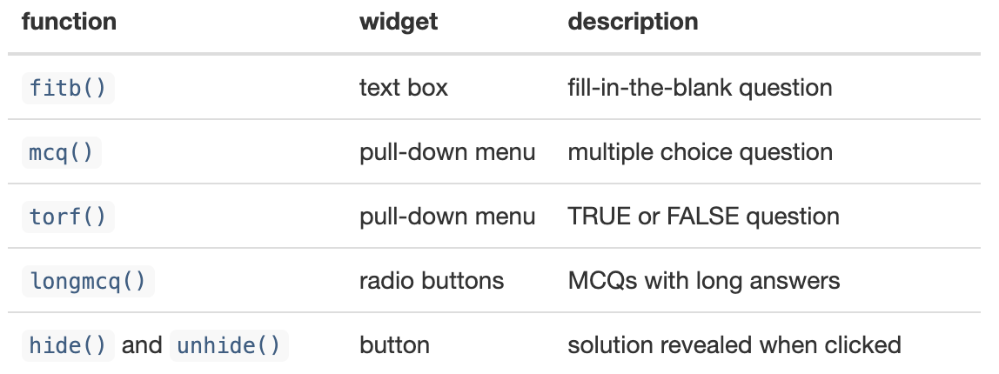 function widget description
fitb() text box fill-in-the-blank question
mcq() pull-down menu multiple choice question
torf() pull-down menu TRUE or FALSE question
longmcq() radio buttons MCQs with long answers
hide() and unhide() button solution revealed when clicked